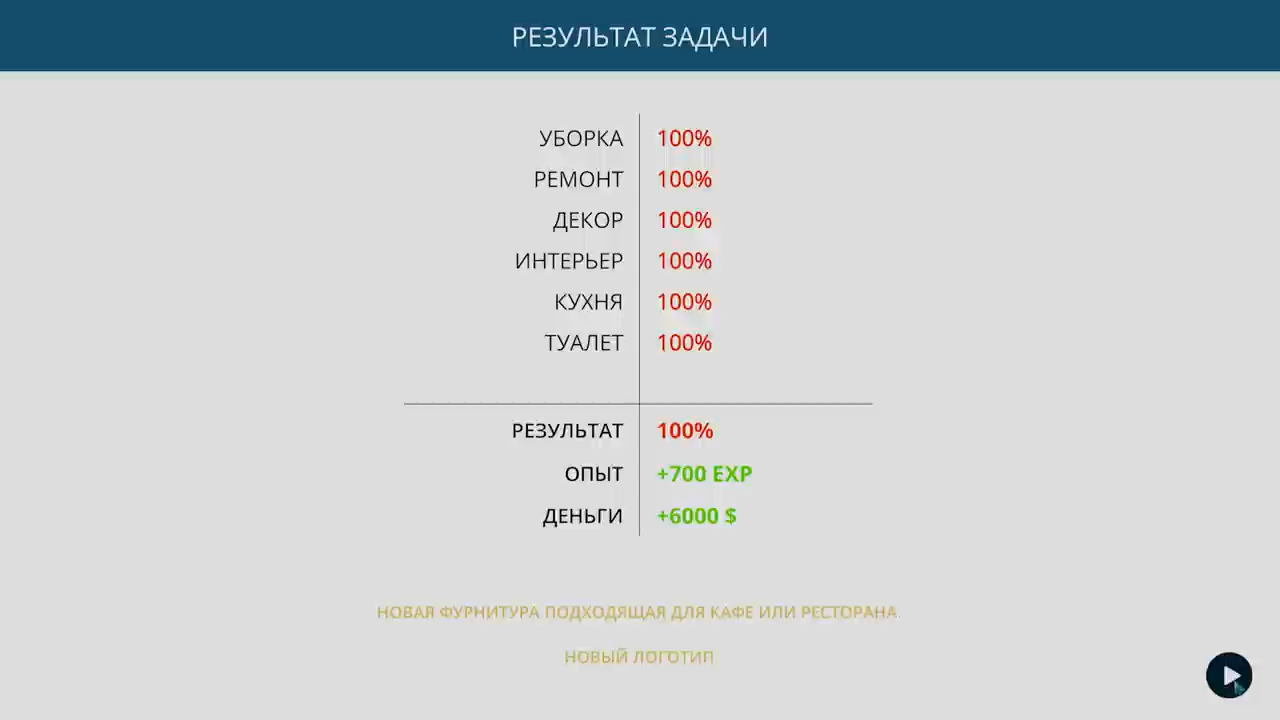 РЕЗУЛЬТАТ ЗАДАЧИ
УБОРКА 100%
РЕМОНТ 100%
ДЕКОР 100%
ИНТЕРЬЕР 100%
КУХНЯ 100%
ТУАЛЕТ 100%
РЕЗУЛЬТАТ 100%
ОПЫТ +700 EXP
ДЕНЬГИ +6000 $
НОВАЯ ФУРНИТУРА ПОДХОДЯЩАЯ ДЛЯ КАФЕ ИЛИ РЕСТОРАНА
НОВЫЙ ЛОГОТИП